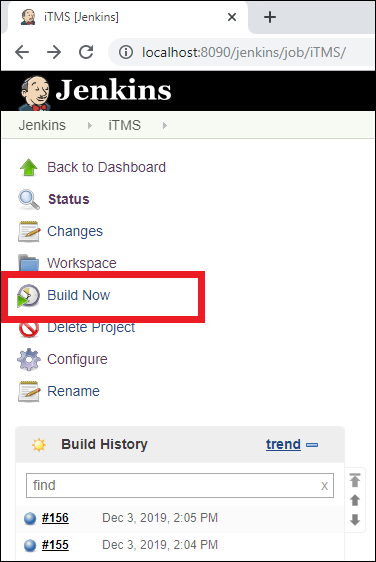 iTMS [Jenkins]
localhost:8090/jenkins/job/iTMS/
Jenkins
Jenkins iTMS
Back to Dashboard
Status
Changes
Workspace
Build Now
Delete Project
Configure
Rename
Build History trend
find x
#156 Dec 3, 2019, 2:05 PM
#155 Dec 3, 2019, 2:04 PM